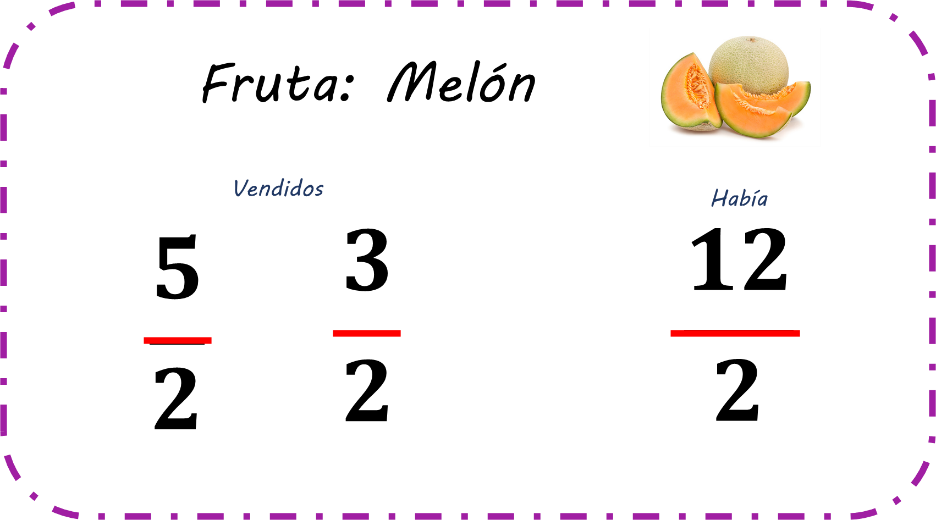 Fruta: Melón
Vendidos
Había
5/2 3/2 12/2